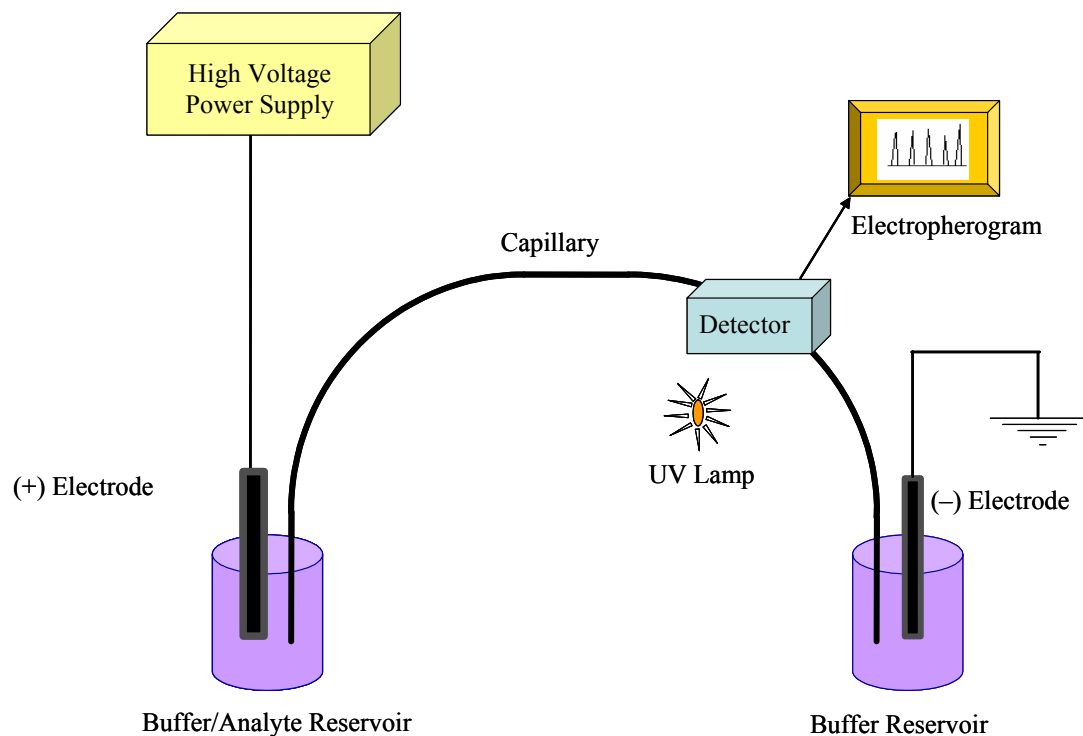 High Voltage
Power Supply
Electropherogram
Capillary
Detector
UV Lamp
(+) Electrode
(–) Electrode
Buffer/Analyte Reservoir
Buffer Reservoir